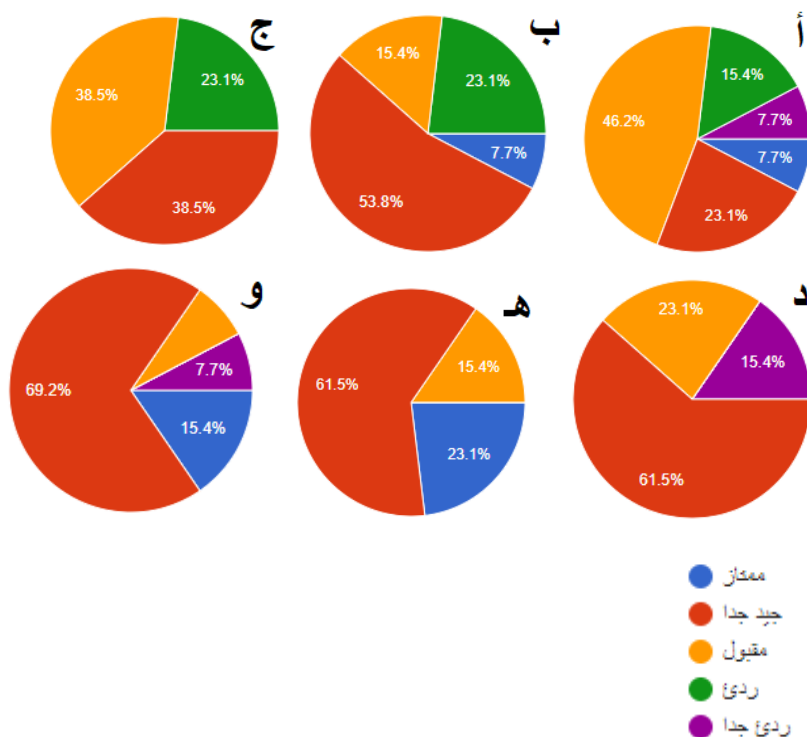 أ
15.4%
7.7%
7.7%
23.1%
46.2%
ب
15.4%
23.1%
7.7%
53.8%
ج
38.5%
23.1%
38.5%
د
23.1%
15.4%
61.5%
هـ
61.5%
15.4%
23.1%
و
69.2%
7.7%
15.4%
ممتاز
جيد جدا
مقبول
ردئ
ردئ جدا